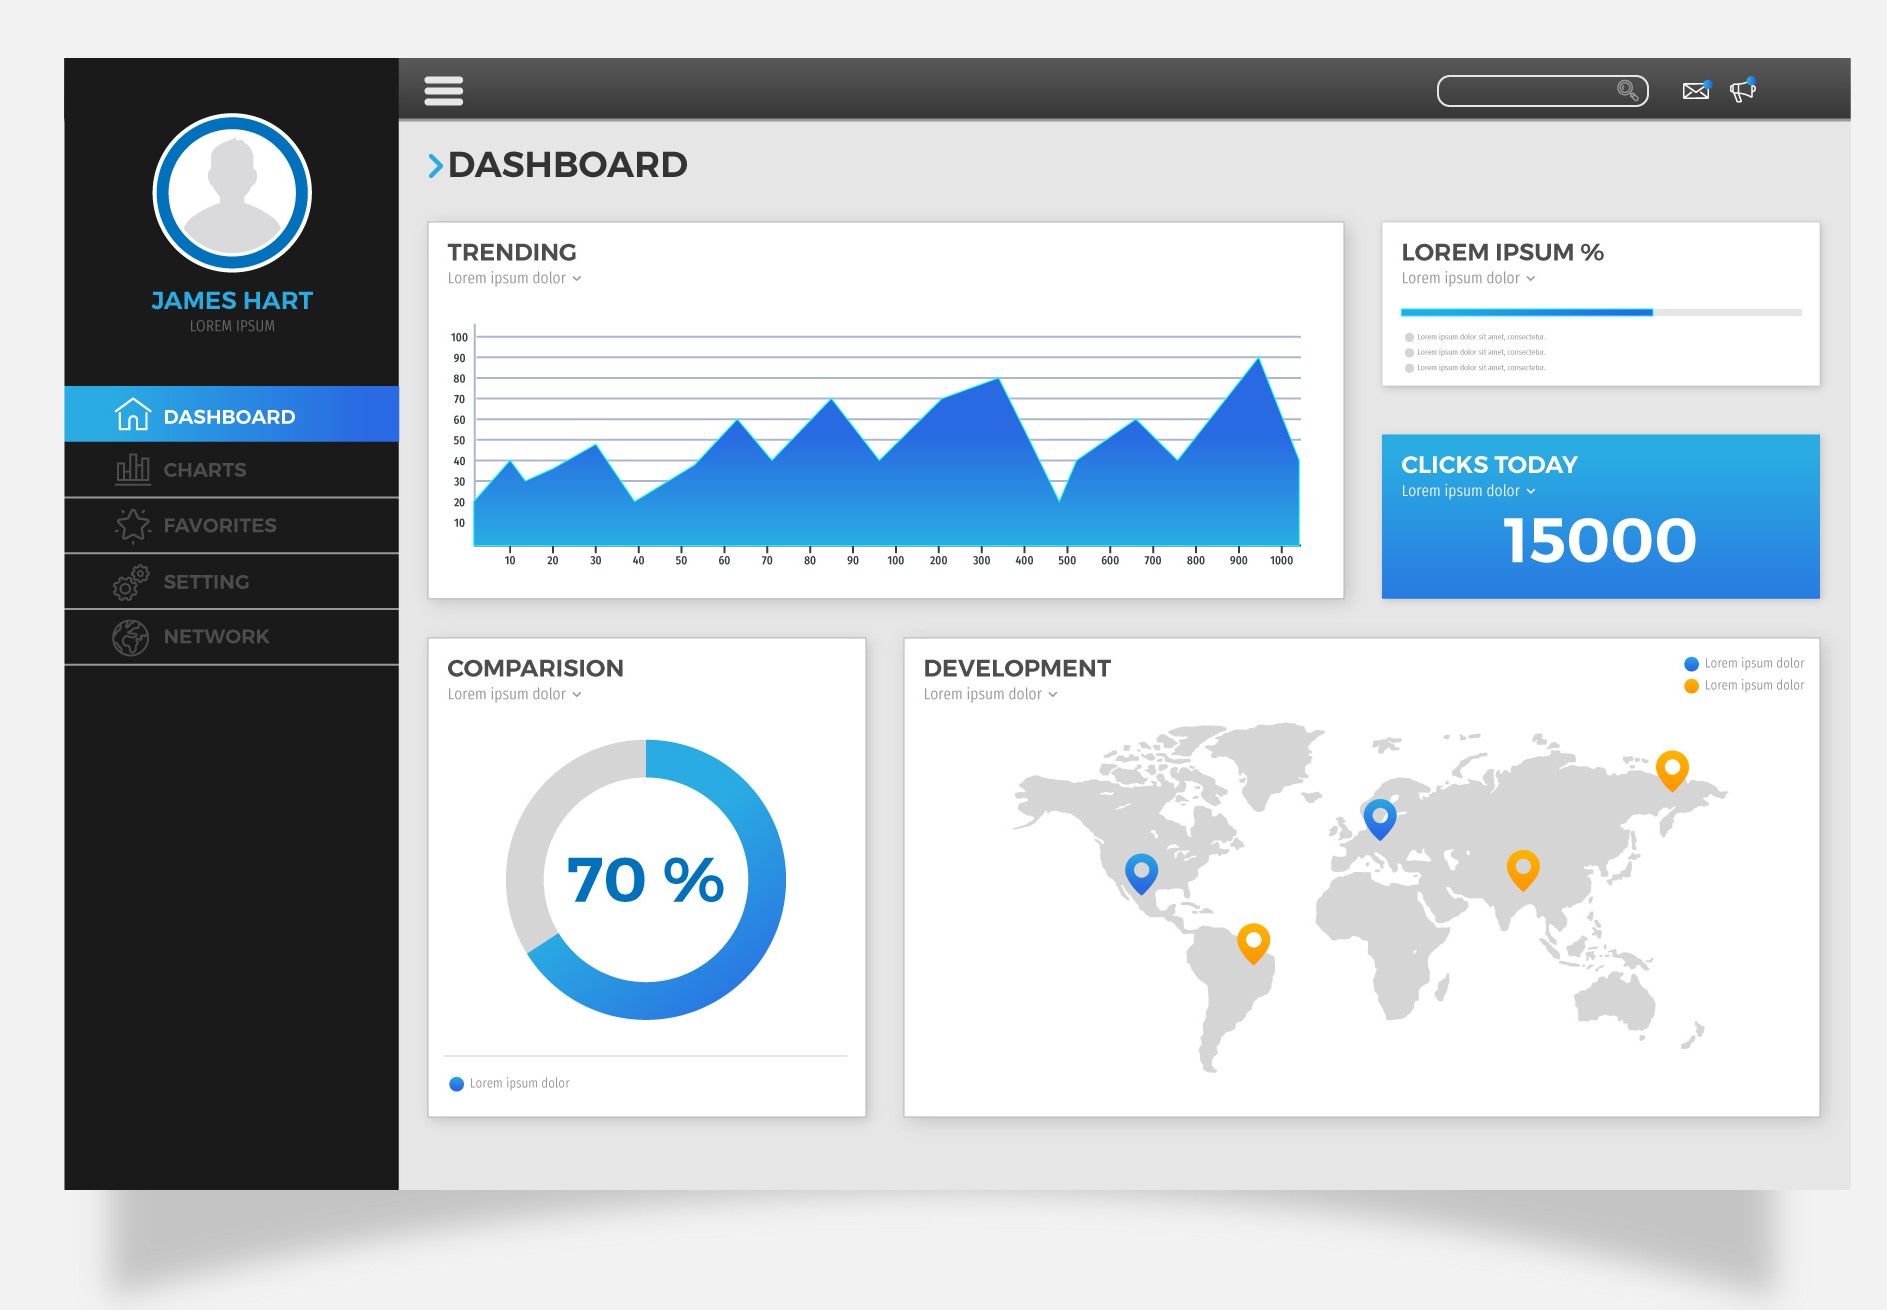 JAMES HART
LOREM IPSUM
DASHBOARD
CHARTS
FAVORITES
SETTING
NETWORK
DASHBOARD
TRENDING
Lorem ipsum dolor
100
90
80
70
60
50
40
30
20
10
10 20 30 40 50 60 70 80 90 100 200 300 400 500 600 700 800 900 1000
LOREM IPSUM %
Lorem ipsum dolor
Lorem ipsum dolor sit amet, consectetur.
Lorem ipsum dolor sit amet, consectetur.
Lorem ipsum dolor sit amet, consectetur.
CLICKS TODAY
Lorem ipsum dolor
15000
COMPARISION
Lorem ipsum dolor
70 %
Lorem ipsum dolor
DEVELOPMENT
Lorem ipsum dolor
Lorem ipsum dolor
Lorem ipsum dolor